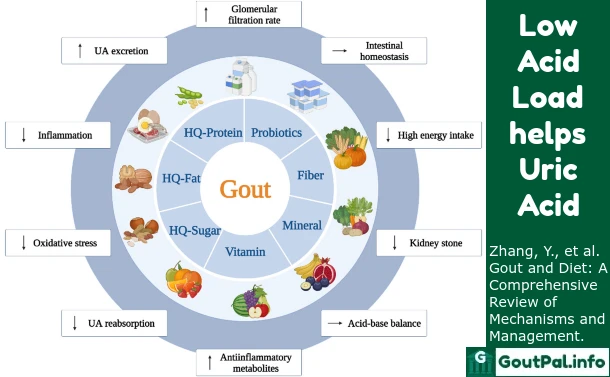 ↑ Glomerular
filtration rate
↑ UA excretion
→ Intestinal
homeostasis
↓ Inflammation
↓ High energy intake
HQ-Protein
Probiotics
HQ-Fat
Fiber
Gout
HQ-Sugar
Mineral
Vitamin
↓ Oxidative stress
↓ Kidney stone
↓ UA reabsorption
→ Acid-base balance
↑ Antiinflammatory
metabolites
Low
Acid
Load
helps
Uric
Acid
Zhang, Y., et al.
Gout and Diet: A
Comprehensive
Review of
Mechanisms and
Management.
G GoutPal.info